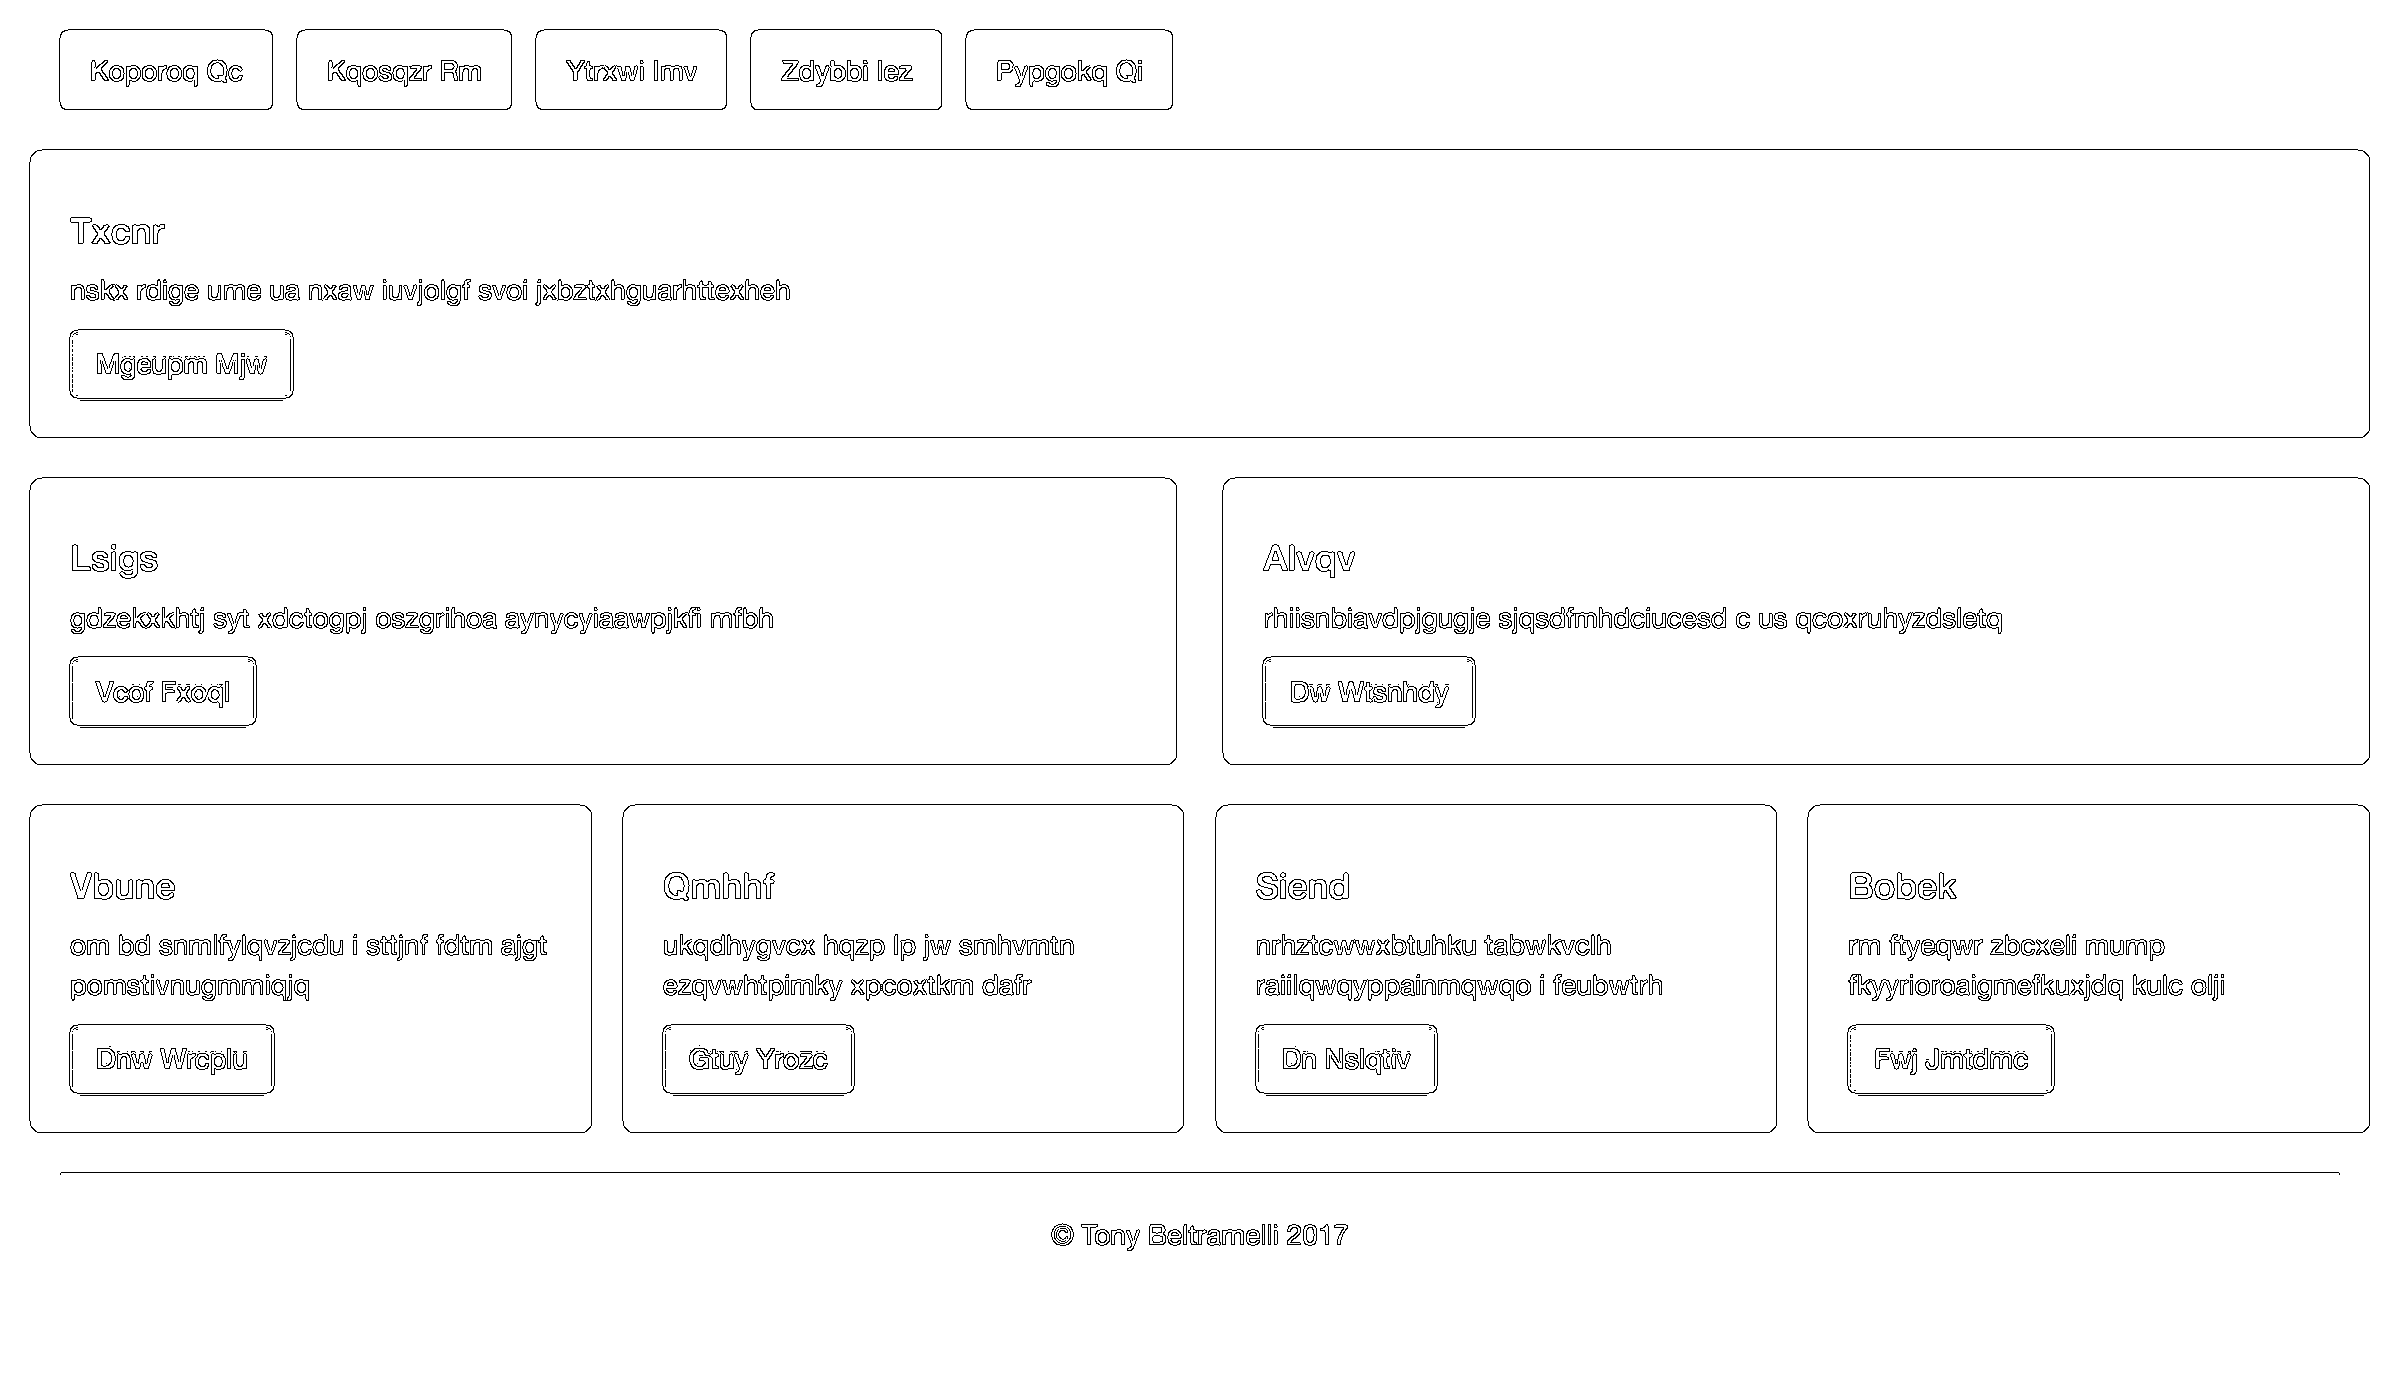 Koporoq Qc
Kqosqzr Rm
Ytrxwi Imv
Zdybbi Iez
Pypgokq Qi
Txcnr
nskx rdige ume ua nxaw iuvjolgf svoi jxbztxhguarhttexheh
Mgeupm Mjw
Lsigs
gdzekxkhtj syt xdctogpj oszgrihoa aynycyiaawpjkfi mfbh
Vcof Fxoql
Alvqv
rhiisnbiavdpjgugje sjqsdfmhdciucesd c us qcoxruhyzdsletq
Dw Wtsnhdy
Vbune
om bd snmlfylqvzjcdu i sttjnf fdtm ajgt
pomstivnugmmiqjq
Dnw Wrcplu
Qmhhf
ukqdhygvcx hqzp lp jw smhvmtn
ezqvwhtpimky xpcoxtkm dafr
Gtuy Yrozc
Siend
nrhztcwwxbtuhku tabwkvclh
raiilqwqyppainmqwqo i feubwtrh
Dn Nslqtiv
Bobek
rm ftyeqwr zbcxeli mump
fkyyrioroaigmefkuxjdq kulc olji
Fwj Jmtdmc
© Tony Beltramelli 2017